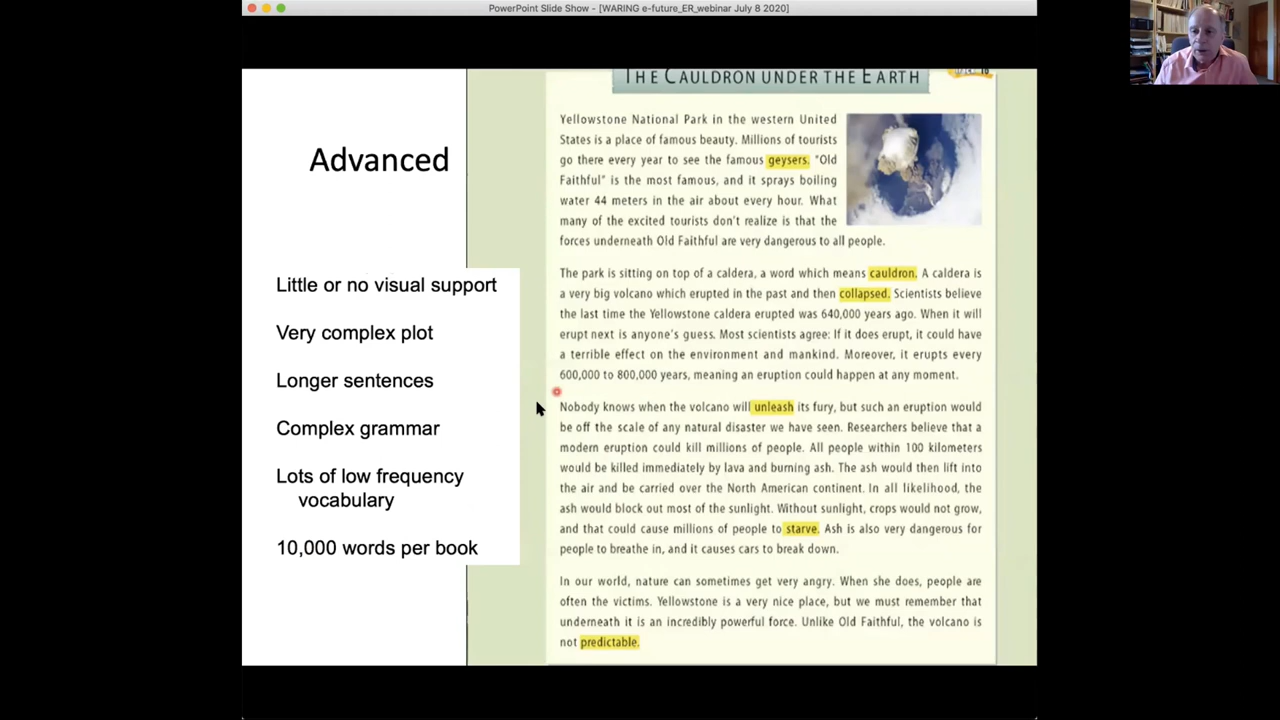 PowerPoint Slide Show - [WARING e-future_ER_webinar July 8 2020]
Advanced
Little or no visual support
Very complex plot
Longer sentences
Complex grammar
Lots of low frequency
vocabulary
10,000 words per book
THE CAULDRON UNDER THE EARTH
Yellowstone National Park in the western United
States is a place of famous beauty. Millions of tourists
go there every year to see the famous geysers. "Old
Faithful" is the most famous, and it sprays boiling
water 44 meters in the air about every hour. What
many of the excited tourists don't realize is that the
forces underneath Old Faithful are very dangerous to all people.
The park is sitting on top of a caldera, a word which means cauldron. A caldera is
a very big volcano which erupted in the past and then collapsed. Scientists believe
the last time the Yellowstone caldera erupted was 640,000 years ago. When it will
erupt next is anyone's guess. Most scientists agree: If it does erupt, it could have
a terrible effect on the environment and mankind. Moreover, it erupts every
600,000 to 800,000 years, meaning an eruption could happen at any moment.
Nobody knows when the volcano will unleash its fury, but such an eruption would
be off the scale of any natural disaster we have seen. Researchers believe that a
modern eruption could kill millions of people. All people within 100 kilometers
would be killed immediately by lava and burning ash. The ash would then lift into
the air and be carried over the North American continent. In all likelihood, the
ash would block out most of the sunlight. Without sunlight, crops would not grow,
and that could cause millions of people to starve. Ash is also very dangerous for
people to breathe in, and it causes cars to break down.
In our world, nature can sometimes get very angry. When she does, people are
often the victims. Yellowstone is a very nice place, but we must remember that
underneath it is an incredibly powerful force. Unlike Old Faithful, the volcano is
not predictable.